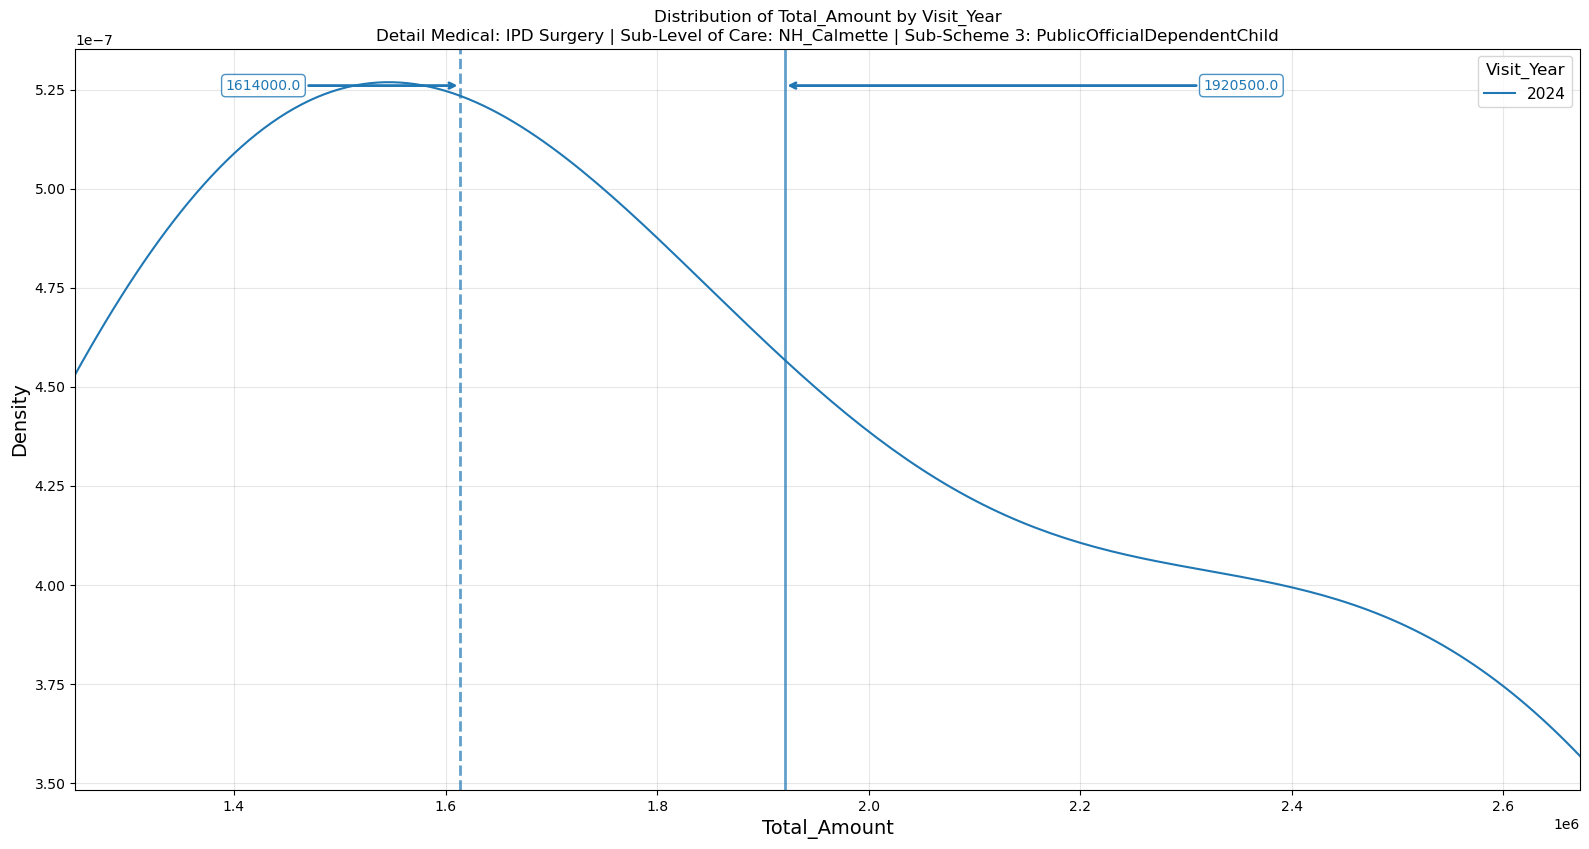 Distribution of Total_Amount by Visit_Year
Detail Medical: IPD Surgery | Sub-Level of Care: NH_Calmette | Sub-Scheme 3: PublicOfficialDependentChild
1e−7
5.25
5.00
4.75
4.50
4.25
4.00
3.75
3.50
Density
1614000.0
1920500.0
Visit_Year
2024
1.4
1.6
1.8
2.0
2.2
2.4
2.6
1e6
Total_Amount